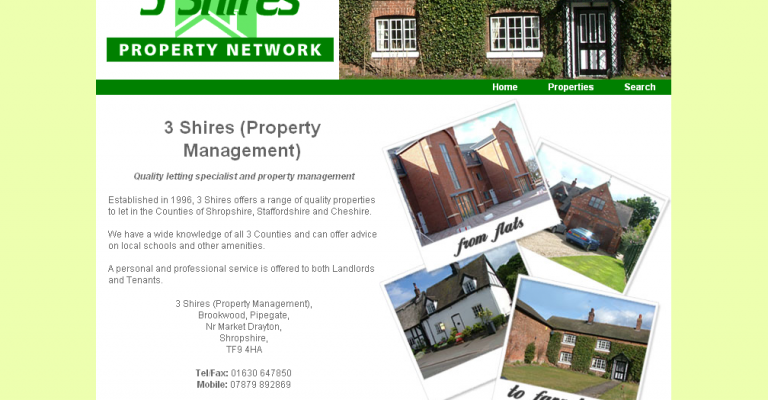 3 Shires
PROPERTY NETWORK
Home Properties Search
3 Shires (Property
Management)
Quality letting specialist and property management
Established in 1996, 3 Shires offers a range of quality properties
to let in the Counties of Shropshire, Staffordshire and Cheshire.
We have a wide knowledge of all 3 Counties and can offer advice
on local schools and other amenities.
A personal and professional service is offered to both Landlords
and Tenants.
3 Shires (Property Management),
Brookwood, Pipegate,
Nr Market Drayton,
Shropshire,
TF9 4HA
Tel/Fax: 01630 647850
Mobile: 07879 892869
from flats
to